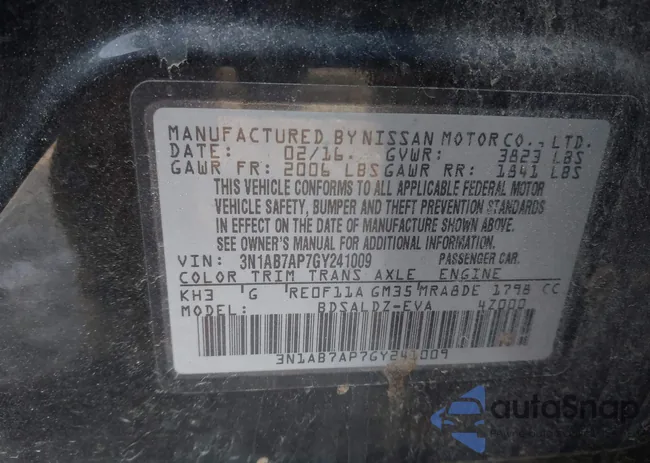 MANUFACTURED BY NISSAN MOTOR CO., LTD.
DATE: 02/16 GVWR: 3823 LBS
GAWR FR: 2006 LBS GAWR RR: 1841 LBS
THIS VEHICLE CONFORMS TO ALL APPLICABLE FEDERAL MOTOR
VEHICLE SAFETY, BUMPER AND THEFT PREVENTION STANDARDS
IN EFFECT ON THE DATE OF MANUFACTURE SHOWN ABOVE.
SEE OWNER'S MANUAL FOR ADDITIONAL INFORMATION.
VIN: 3N1AB7AP7GY241009 PASSENGER CAR.
COLOR TRIM TRANS AXLE ENGINE
KH3 G RE0F11A GM35 MRA8DE 1798 CC
MODEL: BDSALDZ-EVA 4Z000
3N1AB7AP7GY241009
autoSnap